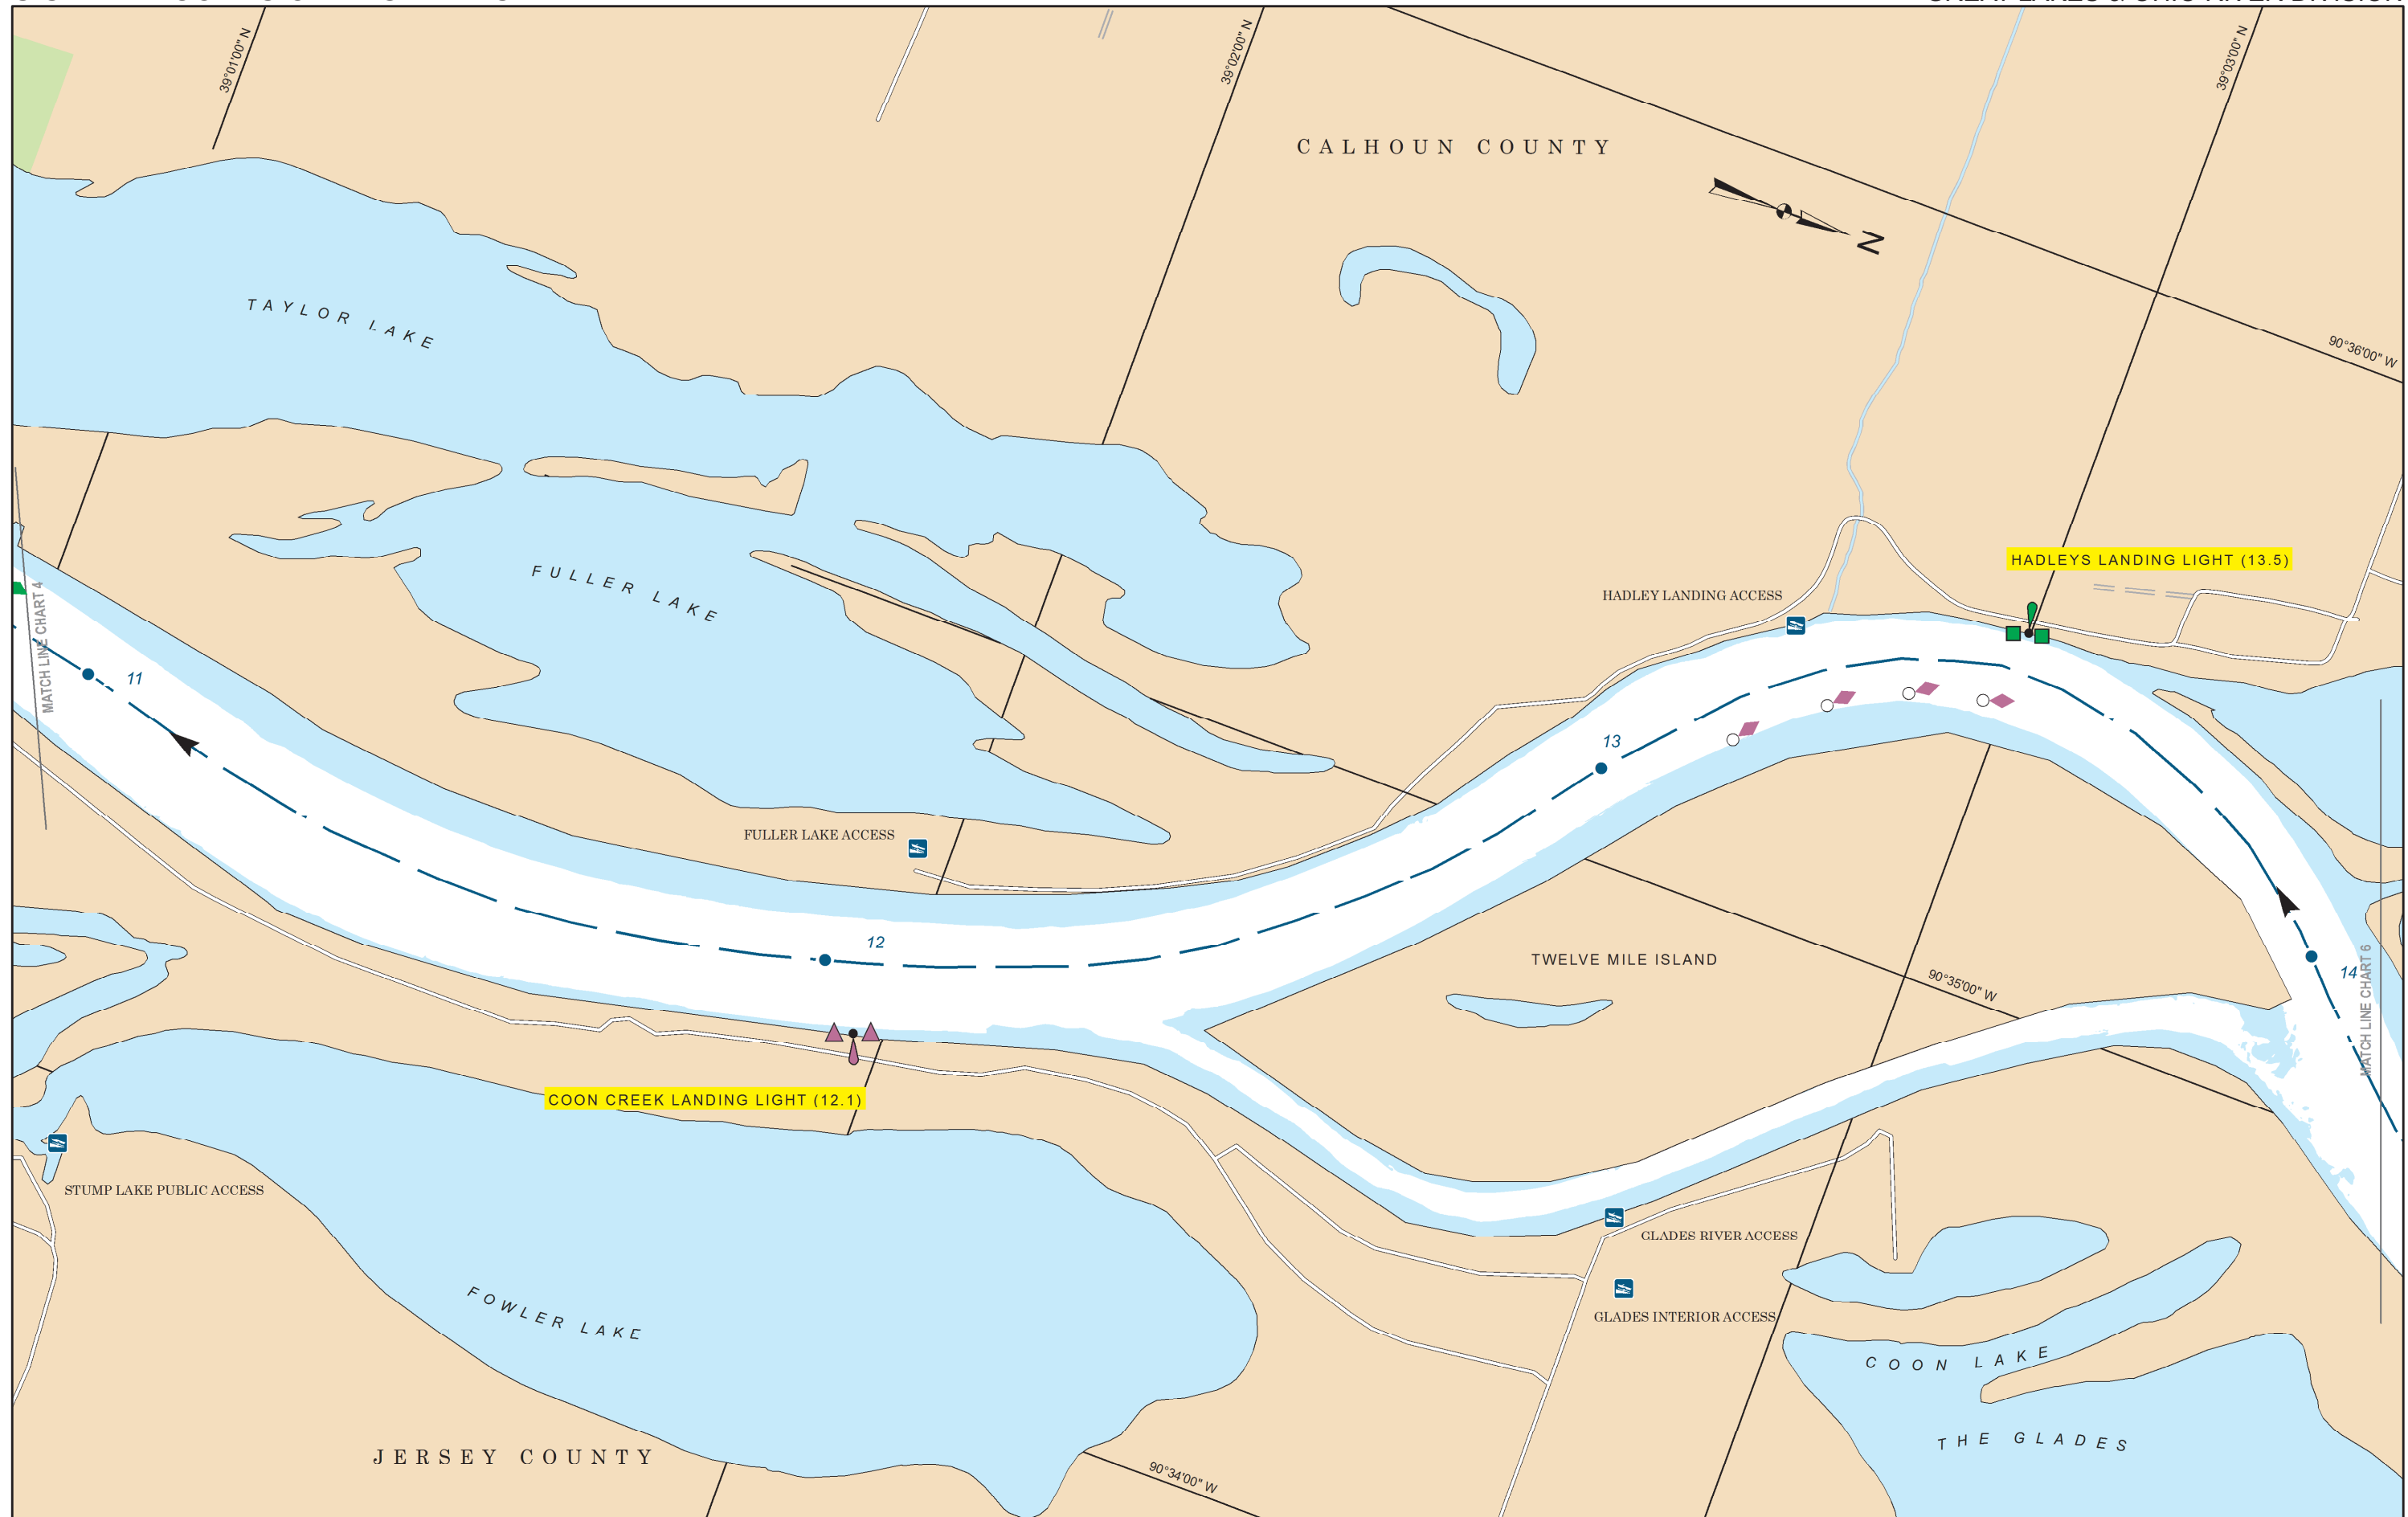 39°01'00" N
39°02'00" N
39°03'00" N
CALHOUN COUNTY
N
TAYLOR LAKE
90°36'00" W
HADLEYS LANDING LIGHT (13.5)
FULLER LAKE
HADLEY LANDING ACCESS
MATCH LINE CHART 4
11
13
FULLER LAKE ACCESS
12
TWELVE MILE ISLAND
14
90°35'00" W
MATCH LINE CHART 6
COON CREEK LANDING LIGHT (12.1)
STUMP LAKE PUBLIC ACCESS
GLADES RIVER ACCESS
FOWLER LAKE
GLADES INTERIOR ACCESS
COON LAKE
THE GLADES
JERSEY COUNTY
90°34'00" W